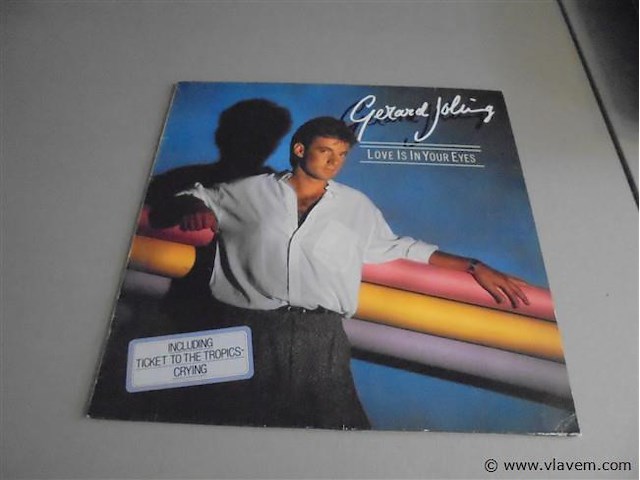 Gerard Joling
LOVE IS IN YOUR EYES
INCLUDING
TICKET TO THE TROPICS-
CRYING
© www.vlavem.com